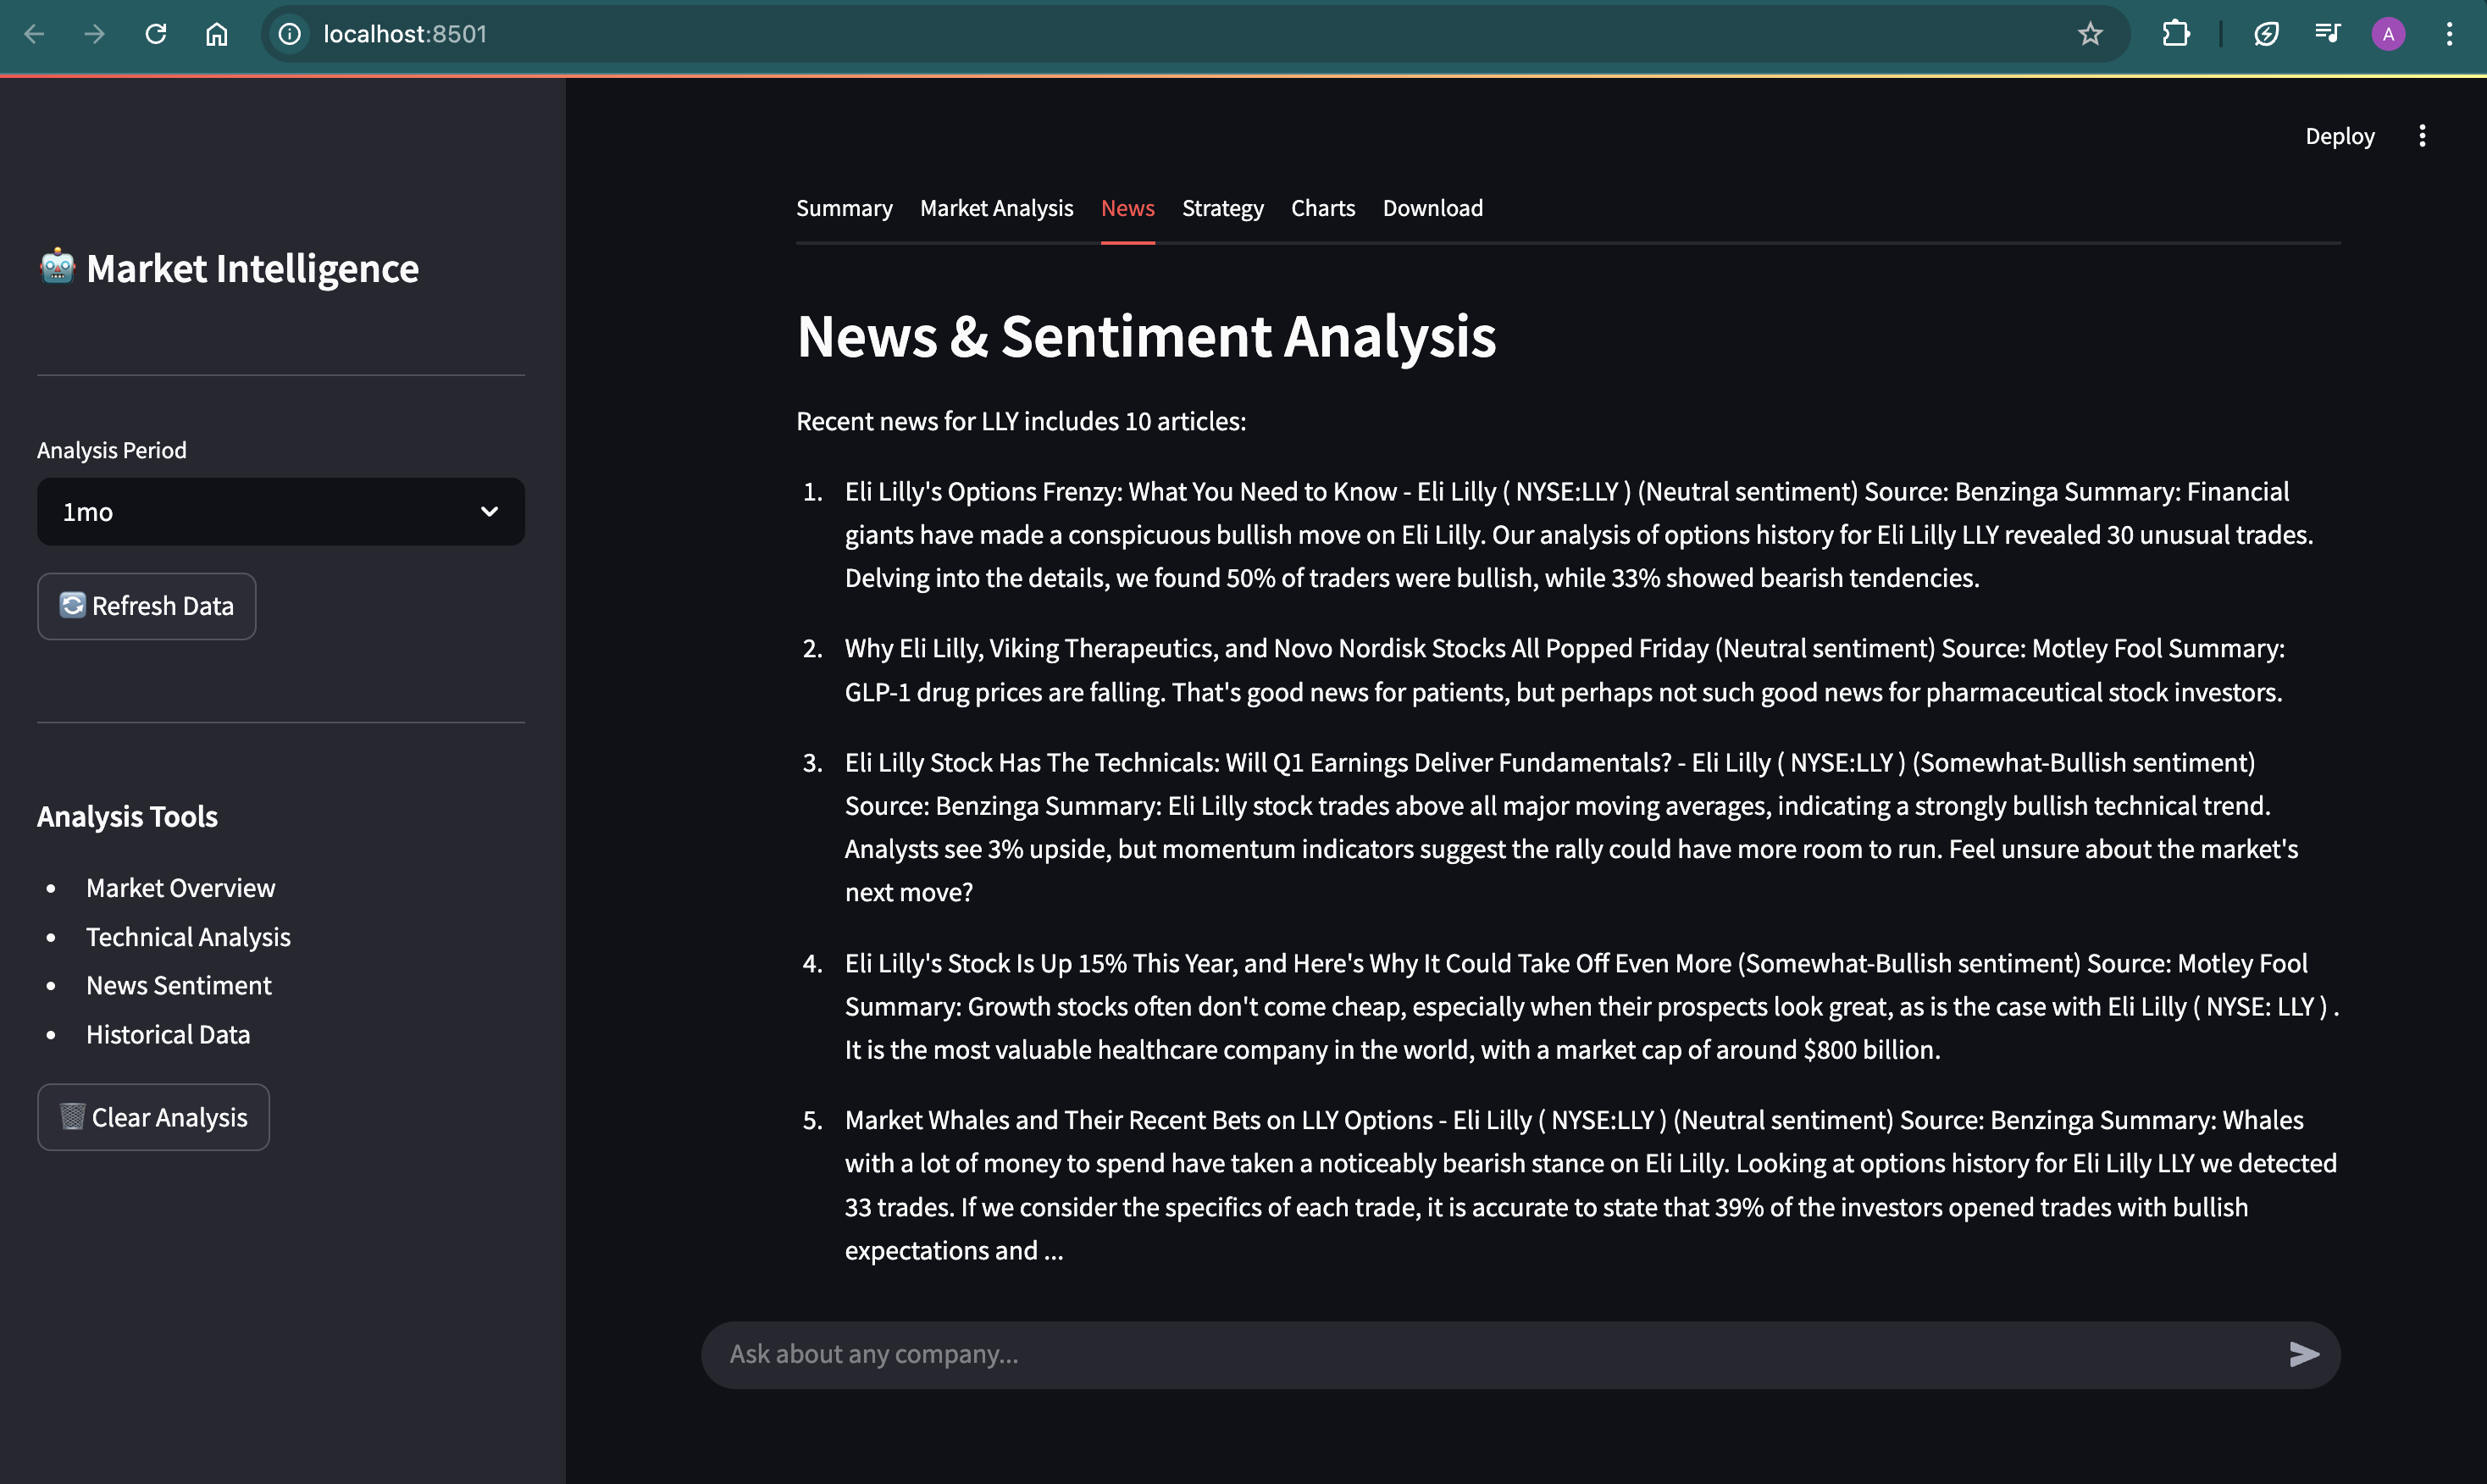 localhost:8501
A
Deploy
🤖 Market Intelligence
Analysis Period
1mo
🔄 Refresh Data
Analysis Tools
• Market Overview
• Technical Analysis
• News Sentiment
• Historical Data
🗑️ Clear Analysis
Summary Market Analysis News Strategy Charts Download
News & Sentiment Analysis
Recent news for LLY includes 10 articles:
1. Eli Lilly's Options Frenzy: What You Need to Know - Eli Lilly ( NYSE:LLY ) (Neutral sentiment) Source: Benzinga Summary: Financial
giants have made a conspicuous bullish move on Eli Lilly. Our analysis of options history for Eli Lilly LLY revealed 30 unusual trades.
Delving into the details, we found 50% of traders were bullish, while 33% showed bearish tendencies.
2. Why Eli Lilly, Viking Therapeutics, and Novo Nordisk Stocks All Popped Friday (Neutral sentiment) Source: Motley Fool Summary:
GLP-1 drug prices are falling. That's good news for patients, but perhaps not such good news for pharmaceutical stock investors.
3. Eli Lilly Stock Has The Technicals: Will Q1 Earnings Deliver Fundamentals? - Eli Lilly ( NYSE:LLY ) (Somewhat-Bullish sentiment)
Source: Benzinga Summary: Eli Lilly stock trades above all major moving averages, indicating a strongly bullish technical trend.
Analysts see 3% upside, but momentum indicators suggest the rally could have more room to run. Feel unsure about the market's
next move?
4. Eli Lilly's Stock Is Up 15% This Year, and Here's Why It Could Take Off Even More (Somewhat-Bullish sentiment) Source: Motley Fool
Summary: Growth stocks often don't come cheap, especially when their prospects look great, as is the case with Eli Lilly ( NYSE: LLY ) .
It is the most valuable healthcare company in the world, with a market cap of around $800 billion.
5. Market Whales and Their Recent Bets on LLY Options - Eli Lilly ( NYSE:LLY ) (Neutral sentiment) Source: Benzinga Summary: Whales
with a lot of money to spend have taken a noticeably bearish stance on Eli Lilly. Looking at options history for Eli Lilly LLY we detected
33 trades. If we consider the specifics of each trade, it is accurate to state that 39% of the investors opened trades with bullish
expectations and ...
Ask about any company...